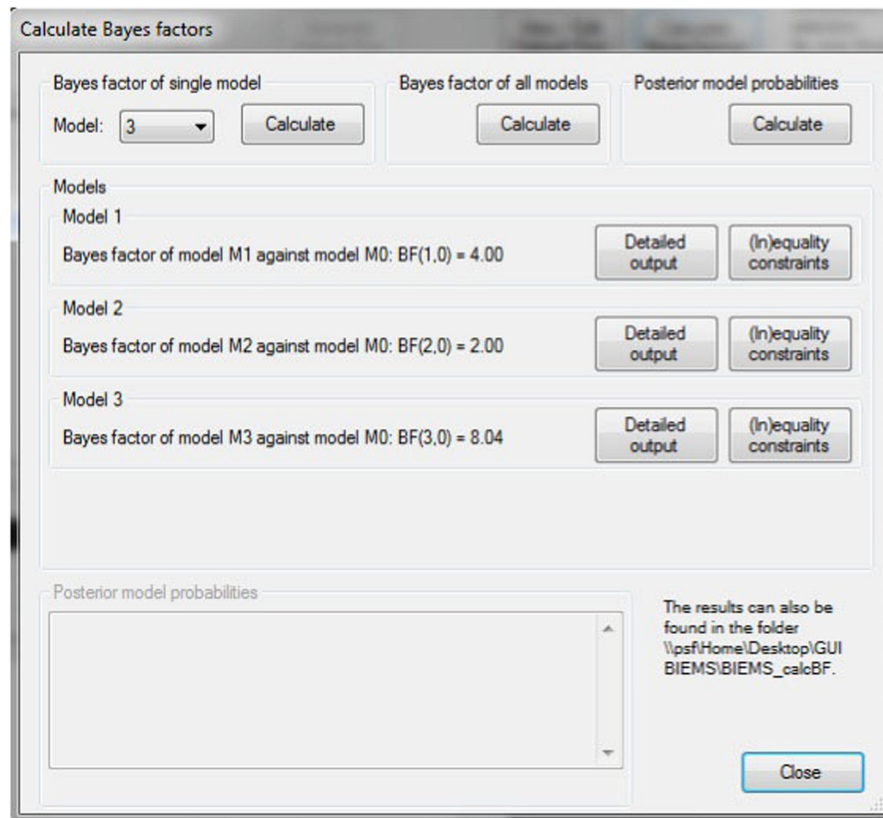 Calculate Bayes factors
Bayes factor of single model
Model: 3 Calculate
Bayes factor of all models
Calculate
Posterior model probabilities
Calculate
Models
Model 1
Bayes factor of model M1 against model M0: BF(1,0) = 4.00
Detailed
output
(In)equality
constraints
Model 2
Bayes factor of model M2 against model M0: BF(2,0) = 2.00
Detailed
output
(In)equality
constraints
Model 3
Bayes factor of model M3 against model M0: BF(3,0) = 8.04
Detailed
output
(In)equality
constraints
Posterior model probabilities
The results can also be
found in the folder
\\psf\Home\Desktop\GUI
BIEMS\BIEMS_calcBF.
Close